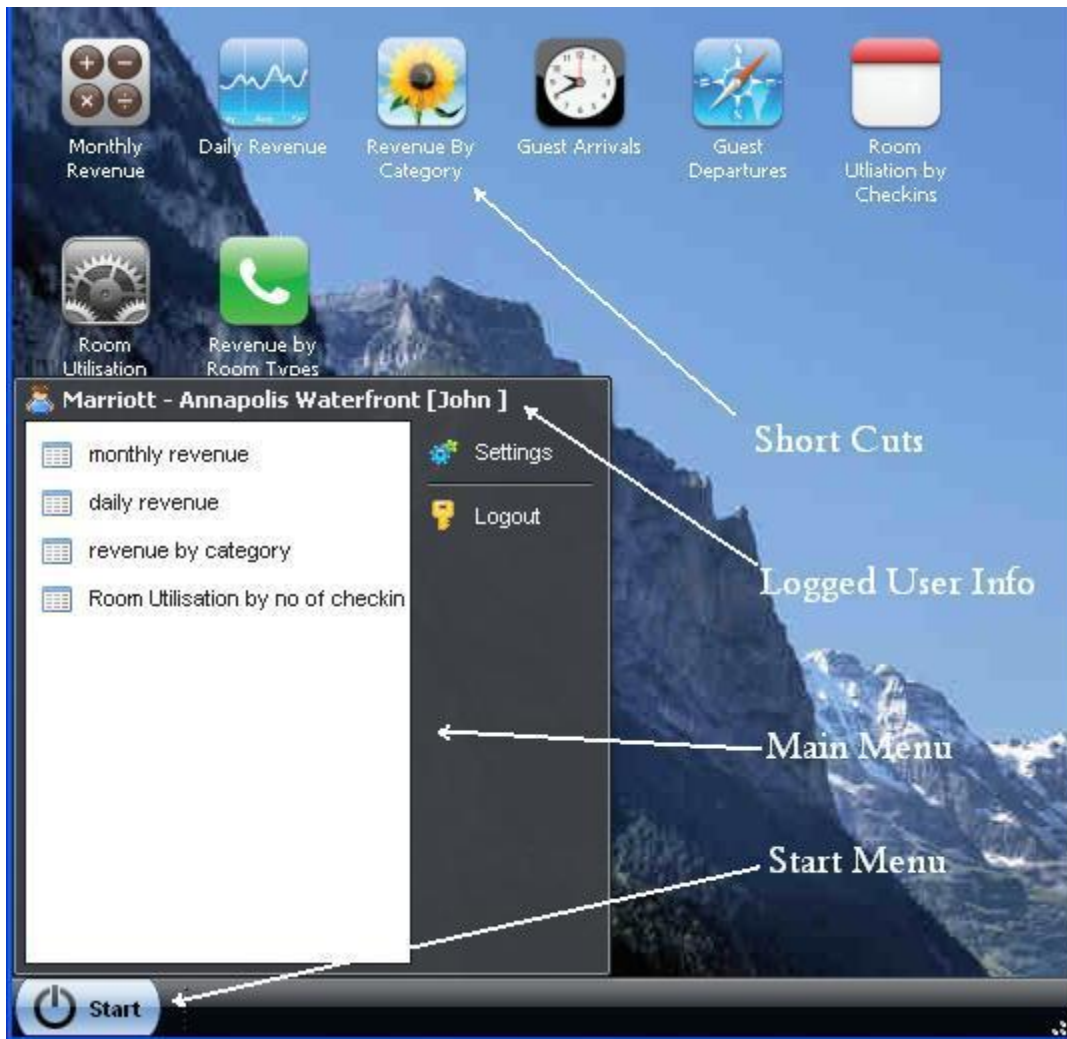 Monthly
Revenue
Daily Revenue
Revenue By
Category
Guest Arrivals
Guest
Departures
Room
Utliation by
Checkins
Room
Utilisation
Revenue by
Room Types
Marriott - Annapolis Waterfront [John ]
monthly revenue
daily revenue
revenue by category
Room Utilisation by no of checkin
Settings
Logout
Short Cuts
Logged User Info
Main Menu
Start Menu
Start